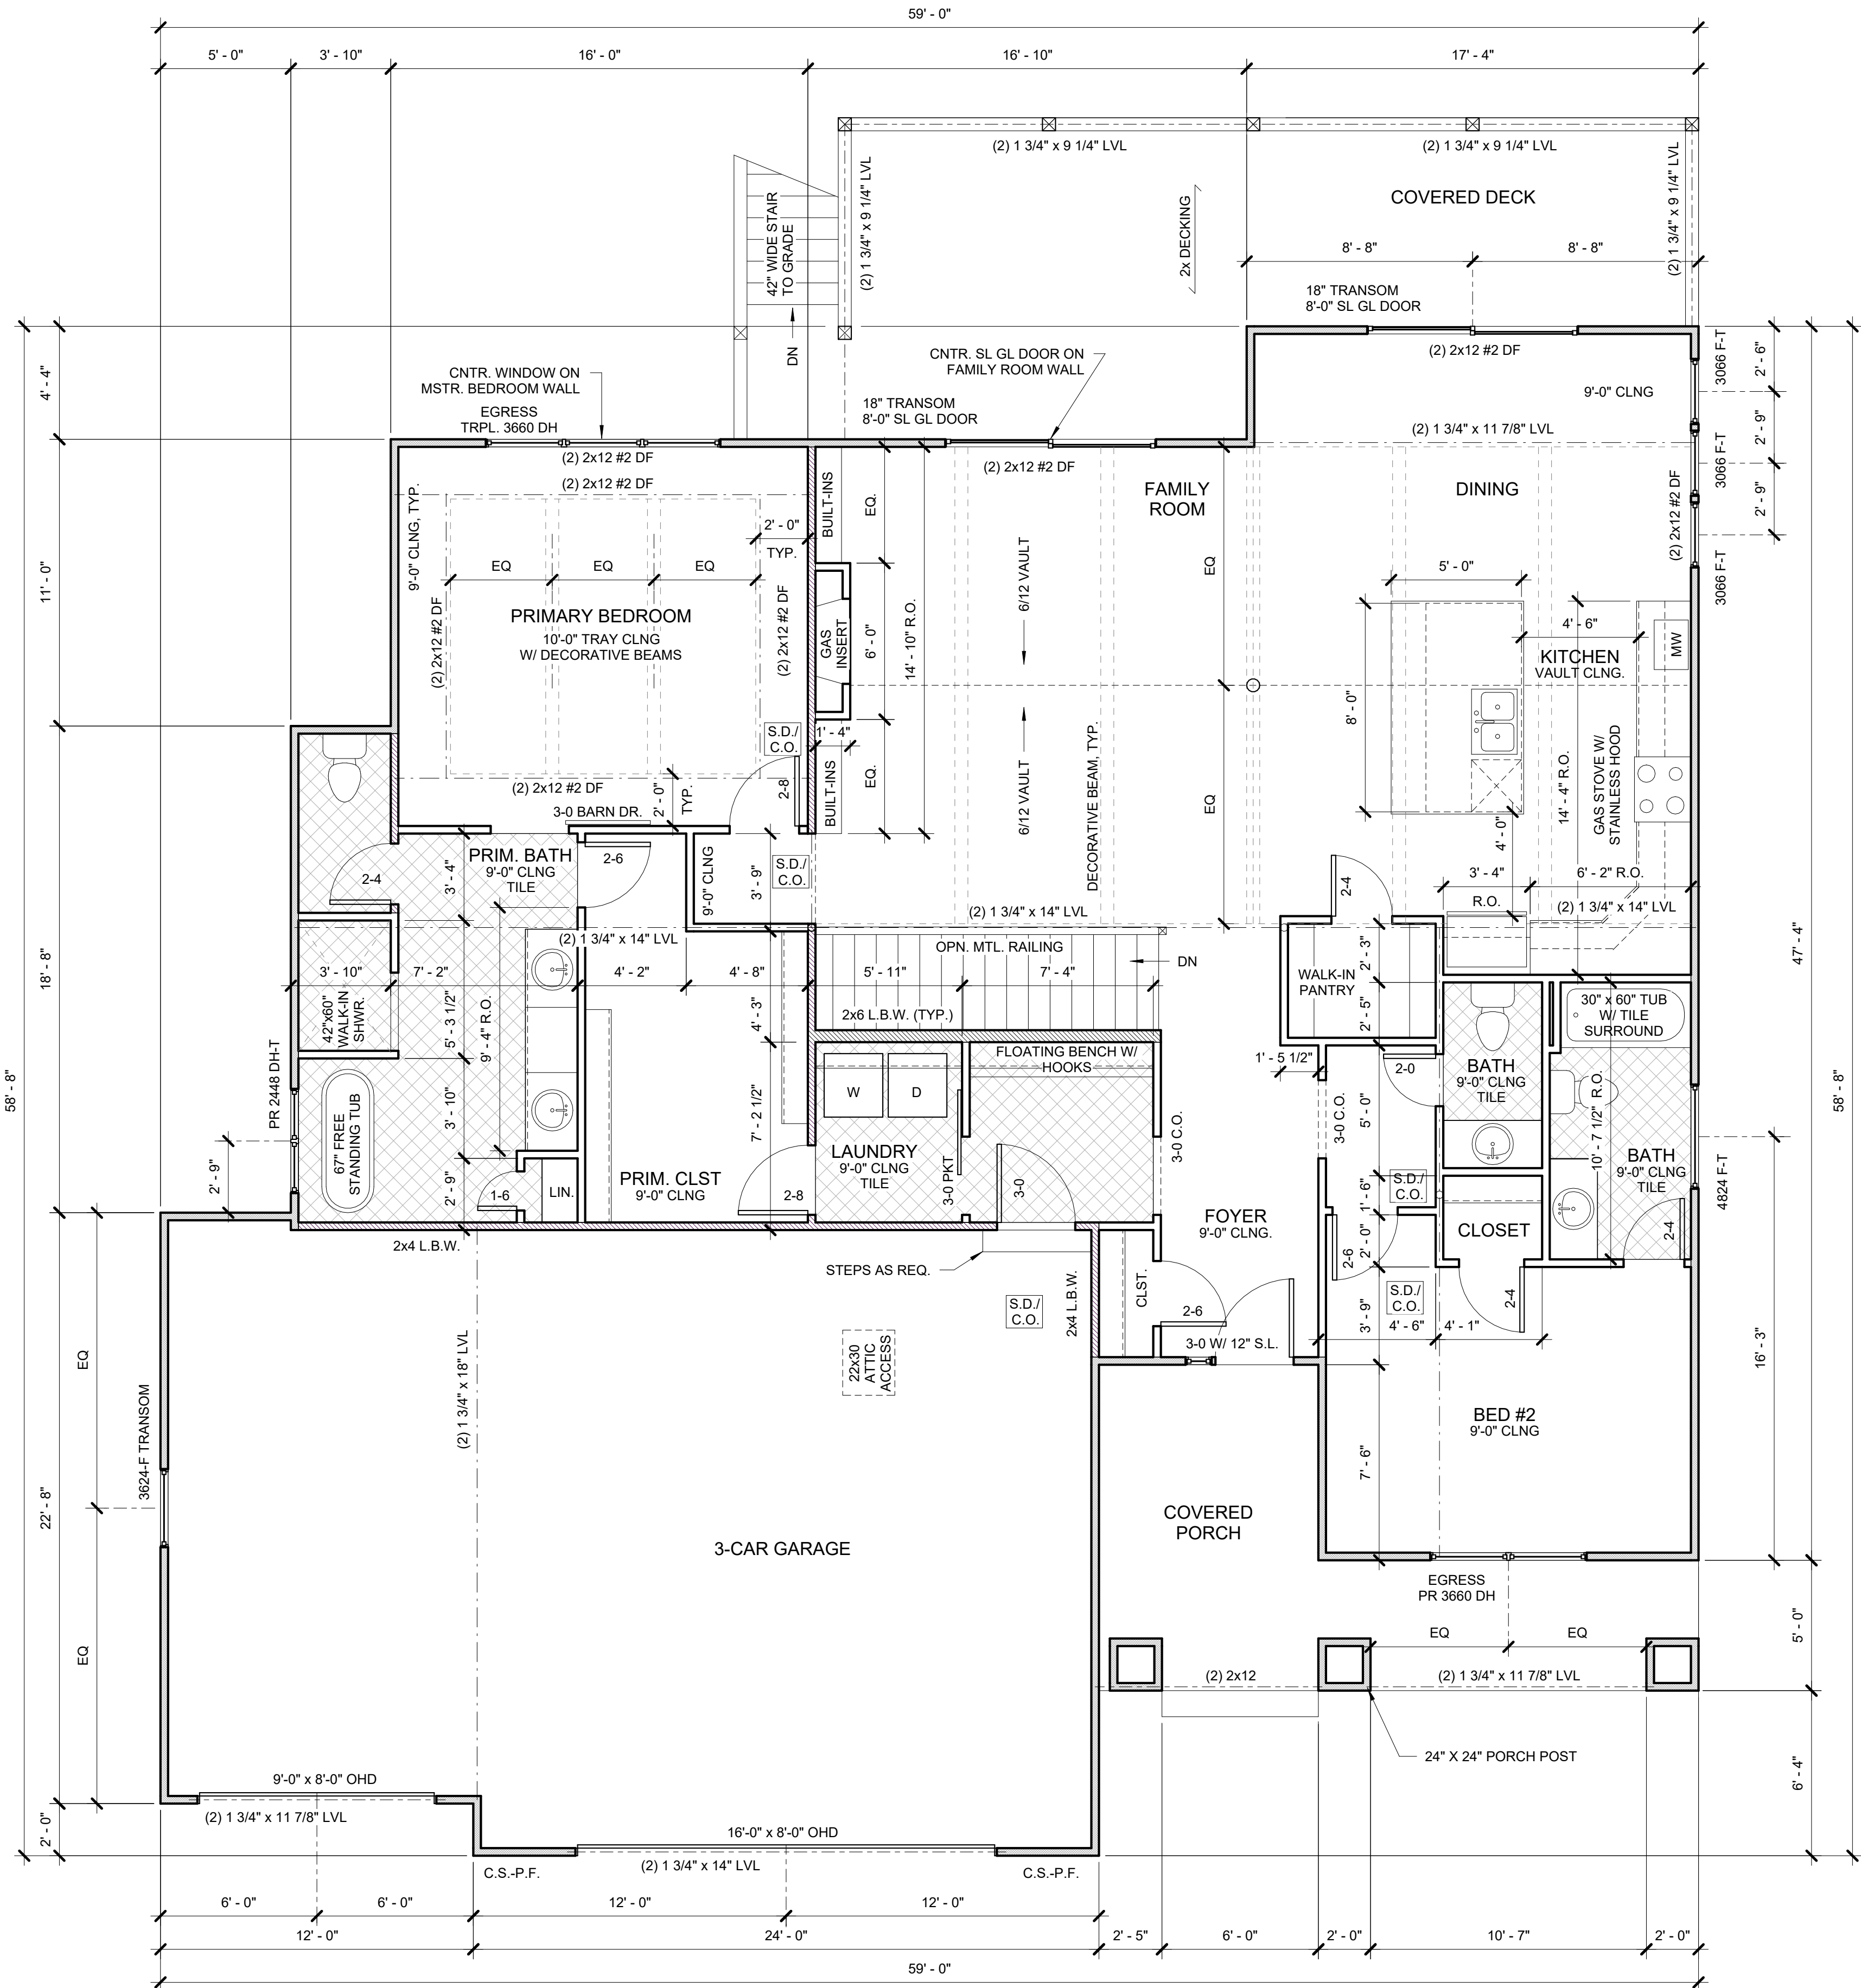 59' - 0"
5' - 0"
3' - 10"
16' - 0"
16' - 10"
17' - 4"
(2) 1 3/4" x 9 1/4" LVL
(2) 1 3/4" x 9 1/4" LVL
(2) 1 3/4" x 9 1/4" LVL
(2) 1 3/4" x 9 1/4" LVL
42" WIDE STAIR
TO GRADE
DN
2x DECKING
COVERED DECK
8' - 8"
8' - 8"
18" TRANSOM
8'-0" SL GL DOOR
(2) 2x12 #2 DF
CNTR. SL GL DOOR ON
FAMILY ROOM WALL
18" TRANSOM
8'-0" SL GL DOOR
(2) 2x12 #2 DF
CNTR. WINDOW ON
MSTR. BEDROOM WALL
EGRESS
TRPL. 3660 DH
(2) 2x12 #2 DF
(2) 2x12 #2 DF
9'-0" CLNG
(2) 1 3/4" x 11 7/8" LVL
3066 F-T
3066 F-T
3066 F-T
(2) 2x12 #2 DF
2' - 6"
2' - 9"
2' - 9"
4' - 4"
11' - 0"
18' - 8"
58' - 8"
22' - 8"
2' - 0"
9'-0" CLNG, TYP.
(2) 2x12 #2 DF
2' - 0"
TYP.
EQ
EQ
EQ
PRIMARY BEDROOM
10'-0" TRAY CLNG
W/ DECORATIVE BEAMS
(2) 2x12 #2 DF
(2) 2x12 #2 DF
S.D./
C.O.
2-8
2' - 0"
TYP.
3-0 BARN DR.
BUILT-INS
EQ.
GAS
INSERT
6' - 0"
14' - 10" R.O.
1' - 4"
BUILT-INS
EQ.
6/12 VAULT
6/12 VAULT
6/12 VAULT
DECORATIVE BEAM, TYP.
FAMILY
ROOM
EQ
EQ
DINING
5' - 0"
8' - 0"
4' - 6"
KITCHEN
VAULT CLNG.
MW
GAS STOVE W/
STAINLESS HOOD
14' - 4" R.O.
4' - 0"
3' - 4"
R.O.
6' - 2" R.O.
(2) 1 3/4" x 14" LVL
(2) 1 3/4" x 14" LVL
2-4
PRIM. BATH
9'-0" CLNG
TILE
2-4
3' - 4"
2-6
9'-0" CLNG
3' - 9"
S.D./
C.O.
(2) 1 3/4" x 14" LVL
3' - 10"
7' - 2"
4' - 2"
4' - 8"
5' - 11"
7' - 4"
42"x60"
WALK-IN
SHWR.
5' - 3 1/2"
9' - 4" R.O.
4' - 3"
OPN. MTL. RAILING
DN
2x6 L.B.W. (TYP.)
WALK-IN
PANTRY
2' - 3"
2' - 5"
1' - 5 1/2"
PR 2448 DH-T
2' - 9"
67" FREE
STANDING TUB
3' - 10"
2' - 9"
1-6
LIN.
PRIM. CLST
9'-0" CLNG
7' - 2 1/2"
2-8
W
D
LAUNDRY
9'-0" CLNG
TILE
3-0 PKT
FLOATING BENCH W/
HOOKS
3-0
3-0 C.O.
3-0 C.O.
2-0
5' - 0"
BATH
9'-0" CLNG
TILE
30" x 60" TUB
W/ TILE
SURROUND
10' - 7 1/2" R.O.
BATH
9'-0" CLNG
TILE
2-4
4824 F-T
S.D./
C.O.
1' - 6"
2' - 0"
2-6
CLOSET
2-4
FOYER
9'-0" CLNG.
S.D./
C.O.
4' - 6"
4' - 1"
3' - 9"
7' - 6"
BED #2
9'-0" CLNG
47' - 4"
58' - 8"
16' - 3"
5' - 0"
6' - 4"
2x4 L.B.W.
(2) 1 3/4" x 18" LVL
STEPS AS REQ.
S.D./
C.O.
2x4 L.B.W.
CLST.
2-6
3-0 W/ 12" S.L.
22x30
ATTIC
ACCESS
EQ
EQ
3624-F TRANSOM
3-CAR GARAGE
COVERED
PORCH
EGRESS
PR 3660 DH
EQ
EQ
(2) 2x12
(2) 1 3/4" x 11 7/8" LVL
24" X 24" PORCH POST
9'-0" x 8'-0" OHD
(2) 1 3/4" x 11 7/8" LVL
16'-0" x 8'-0" OHD
(2) 1 3/4" x 14" LVL
C.S.-P.F.
C.S.-P.F.
6' - 0"
6' - 0"
12' - 0"
12' - 0"
12' - 0"
24' - 0"
2' - 5"
6' - 0"
2' - 0"
10' - 7"
2' - 0"
59' - 0"